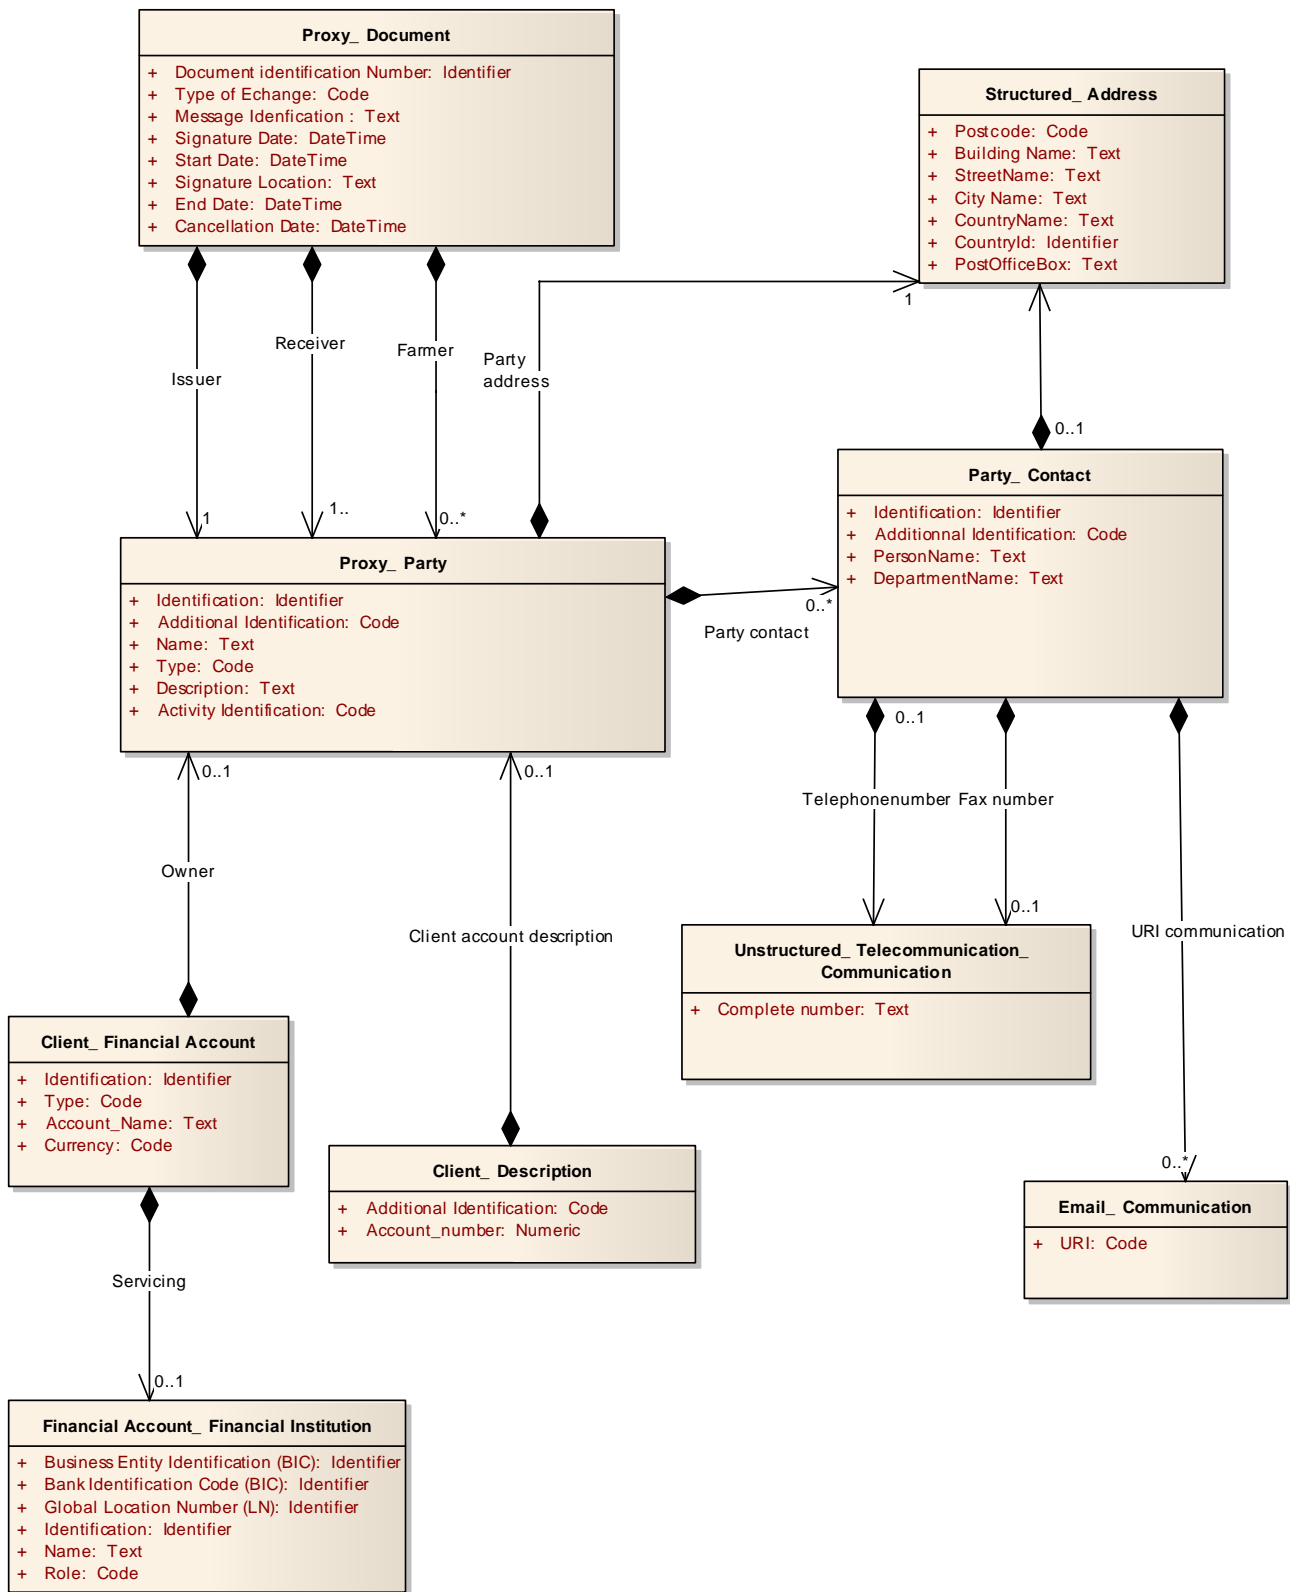 Proxy_ Document
+ Document identification Number: Identifier
+ Type of Echange: Code
+ Message Idenfication : Text
+ Signature Date: DateTime
+ Start Date: DateTime
+ Signature Location: Text
+ End Date: DateTime
+ Cancellation Date: DateTime
Structured_ Address
+ Postcode: Code
+ Building Name: Text
+ StreetName: Text
+ City Name: Text
+ CountryName: Text
+ CountryId: Identifier
+ PostOfficeBox: Text
1
Receiver
Farmer
Party
address
Issuer
0..1
1
1..
0..*
Party_ Contact
+ Identification: Identifier
+ Additionnal Identification: Code
+ PersonName: Text
+ DepartmentName: Text
Proxy_ Party
+ Identification: Identifier
+ Additional Identification: Code
+ Name: Text
+ Type: Code
+ Description: Text
+ Activity Identification: Code
0..*
Party contact
0..1
0..1
0..1
Telephonenumber
Fax number
Owner
Client account description
0..1
URI communication
Unstructured_ Telecommunication_
Communication
+ Complete number: Text
Client_ Financial Account
+ Identification: Identifier
+ Type: Code
+ Account_Name: Text
+ Currency: Code
Client_ Description
+ Additional Identification: Code
+ Account_number: Numeric
0..*
Email_ Communication
+ URI: Code
Servicing
0..1
Financial Account_ Financial Institution
+ Business Entity Identification (BIC): Identifier
+ Bank Identification Code (BIC): Identifier
+ Global Location Number (LN): Identifier
+ Identification: Identifier
+ Name: Text
+ Role: Code